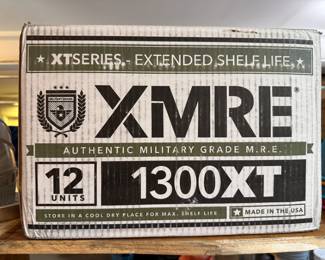 ★ XTSERIES - EXTENDED SHELF LIFE ★
XMRE®
AUTHENTIC MILITARY GRADE M.R.E.
12
UNITS
1300XT
STORE IN A COOL DRY PLACE FOR MAX. SHELF LIFE
★ MADE IN THE USA